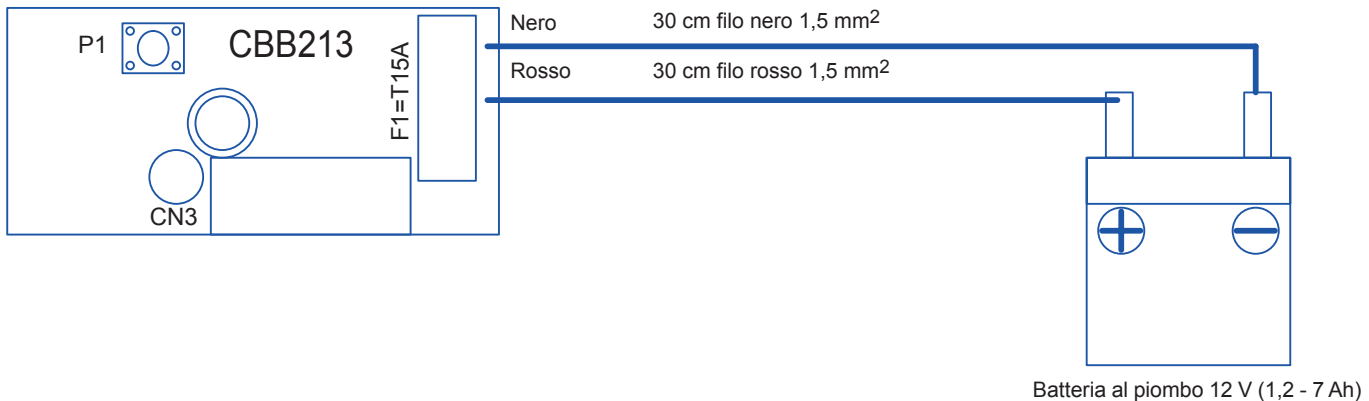 P1
CBB213
F1=T15A
CN3
Nero 30 cm filo nero 1,5 mm²
Rosso 30 cm filo rosso 1,5 mm²
Batteria al piombo 12 V (1,2 - 7 Ah)